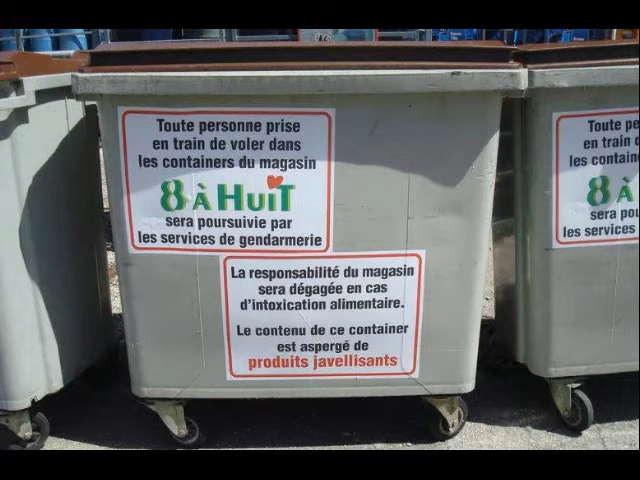 Toute personne prise
en train de voler dans
les containers du magasin
8 à HuiT
sera poursuivie par
les services de gendarmerie
La responsabilité du magasin
sera dégagée en cas
d'intoxication alimentaire.
Le contenu de ce container
est aspergé de
produits javellisants
Toute pe
en train d
les contain
8 à
sera pou
les services